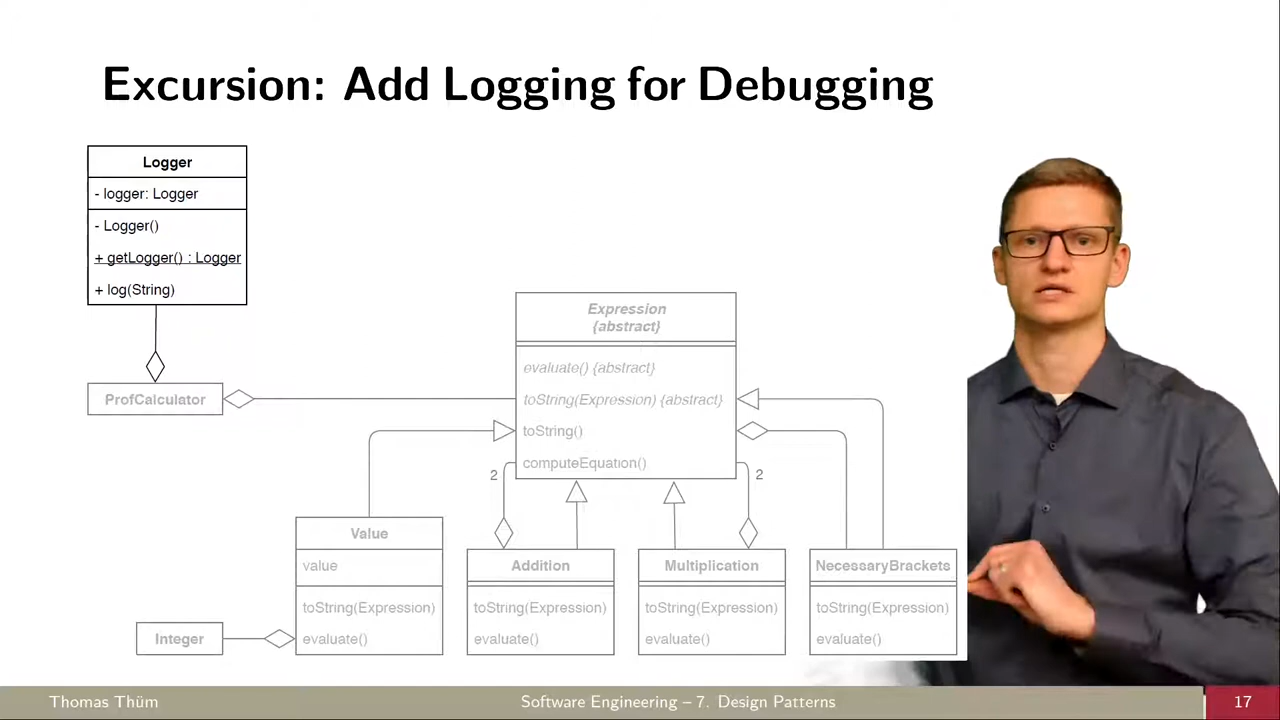 Excursion: Add Logging for Debugging
Logger
- logger: Logger
- Logger()
+ getLogger() : Logger
+ log(String)
ProfCalculator
Expression
{abstract}
evaluate() {abstract}
toString(Expression) {abstract}
toString()
computeEquation()
2
2
Value
value
toString(Expression)
evaluate()
Integer
Addition
toString(Expression)
evaluate()
Multiplication
toString(Expression)
evaluate()
NecessaryBrackets
toString(Expression)
evaluate()
Thomas Thüm
Software Engineering – 7. Design Patterns
17